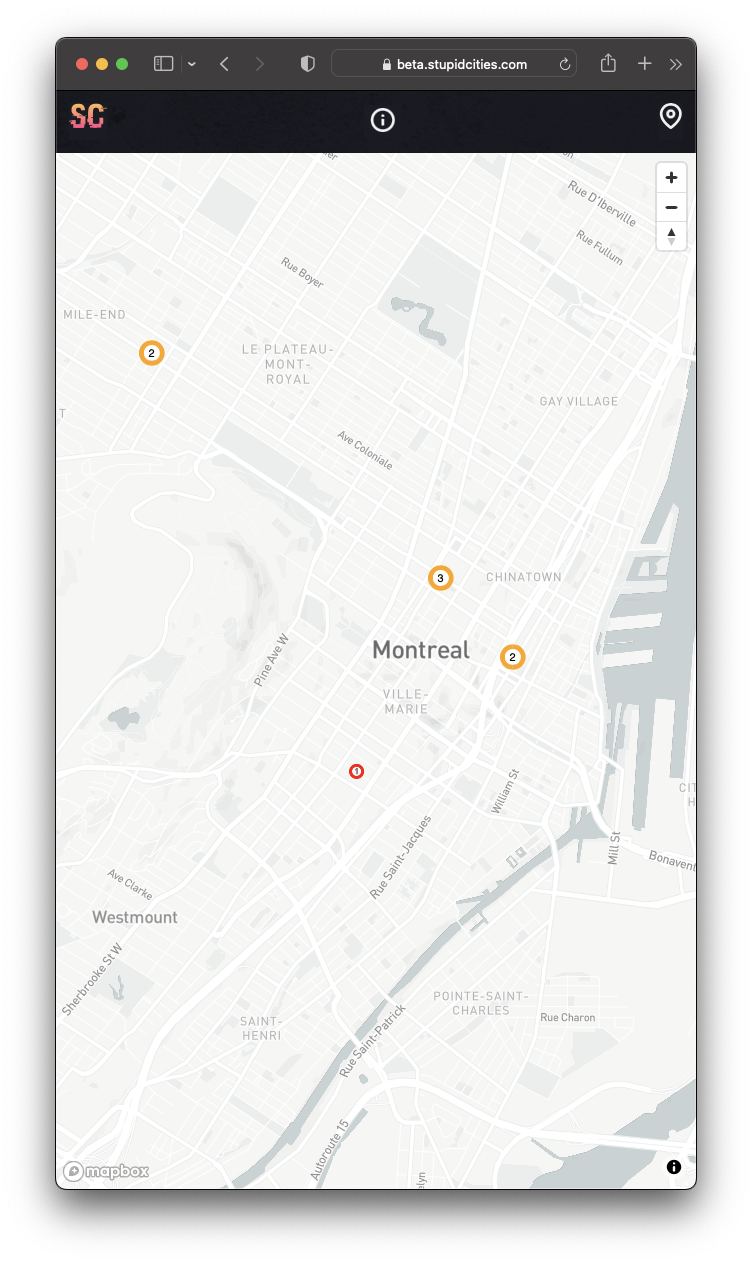 beta.stupidcities.com
SC
Rue D'Iberville
Rue Fullum
Rue Boyer
MILE-END
2
LE PLATEAU-
MONT-
ROYAL
GAY VILLAGE
T
Ave Coloniale
3
CHINATOWN
Montreal
2
Pine Ave W
VILLE-
MARIE
1
William St
CIT
H
Rue Saint-Jacques
Mill St
Bonavent
Ave Clarke
Westmount
Sherbrooke St W
POINTE-SAINT-
CHARLES
Rue Charon
SAINT-
HENRI
Rue Saint-Patrick
Autoroute 15
elyn
mapbox